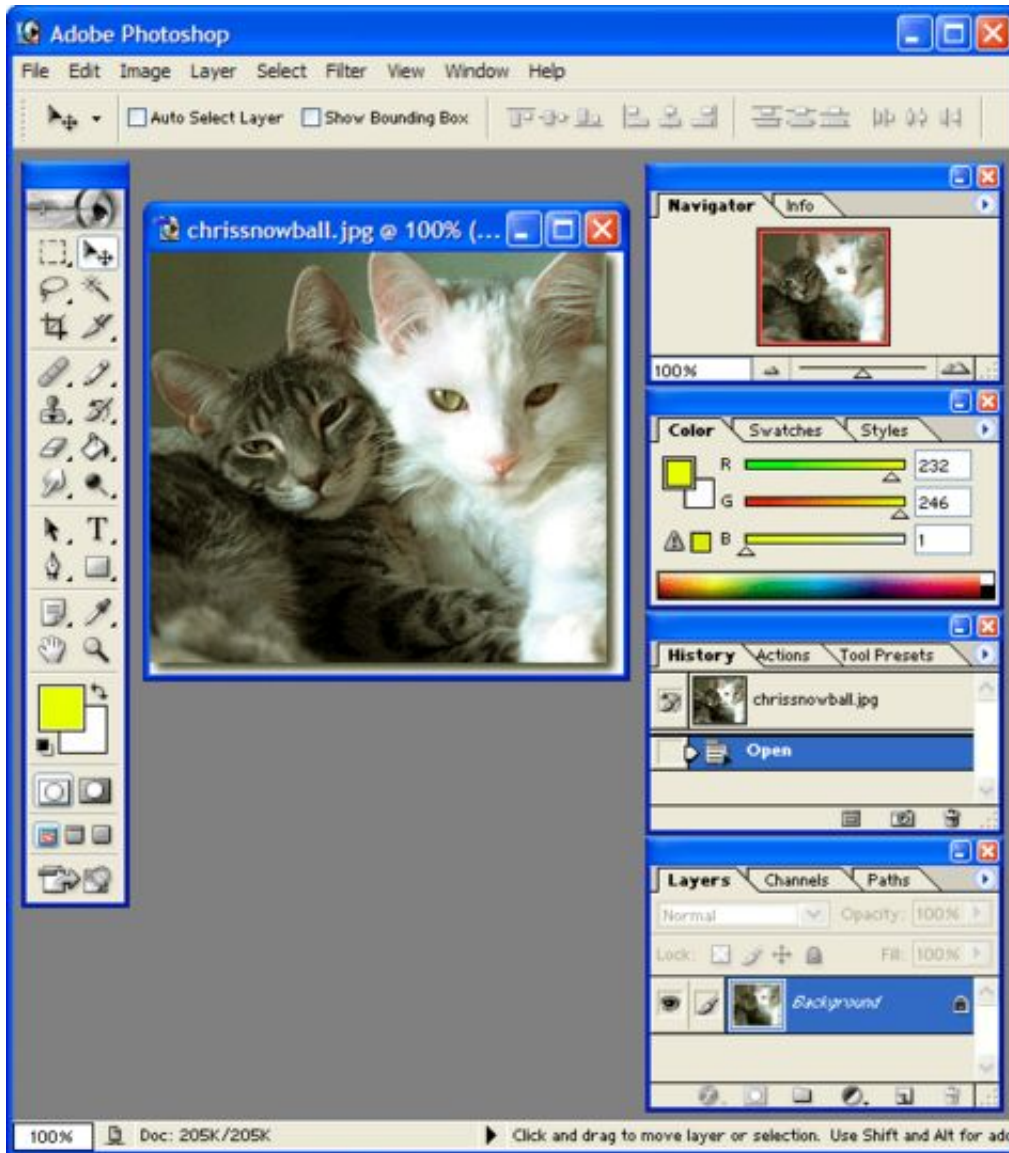 Adobe Photoshop
File Edit Image Layer Select Filter View Window Help
Auto Select Layer Show Bounding Box
chrissnowball.jpg @ 100% (...
T
Navigator Info
100%
Color Swatches Styles
R 232
G 246
B 1
History Actions Tool Presets
chrissnowball.jpg
Open
Layers Channels Paths
Normal Opacity: 100%
Lock: Fill: 100%
Background
100% Doc: 205K/205K Click and drag to move layer or selection. Use Shift and Alt for add